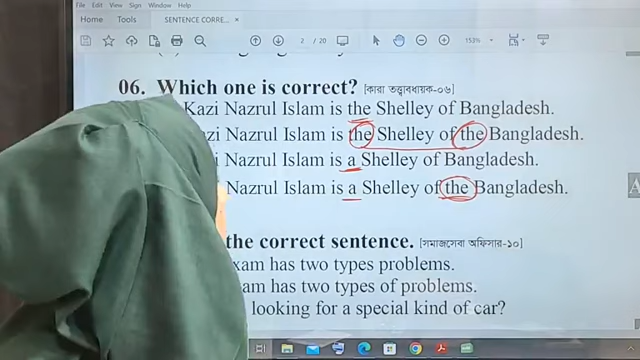 File Edit View Sign Window Help
Home Tools SENTENCE CORRE... ×
2 / 20 153%
06. Which one is correct? [কারা তত্ত্বাবধায়ক-০৬]
Kazi Nazrul Islam is the Shelley of Bangladesh.
Nazrul Islam is the Shelley of the Bangladesh.
Nazrul Islam is a Shelley of Bangladesh.
Nazrul Islam is a Shelley of the Bangladesh.
the correct sentence. [সমাজসেবা অফিসার-১০]
has two types problems.
has two types of problems.
looking for a special kind of car?